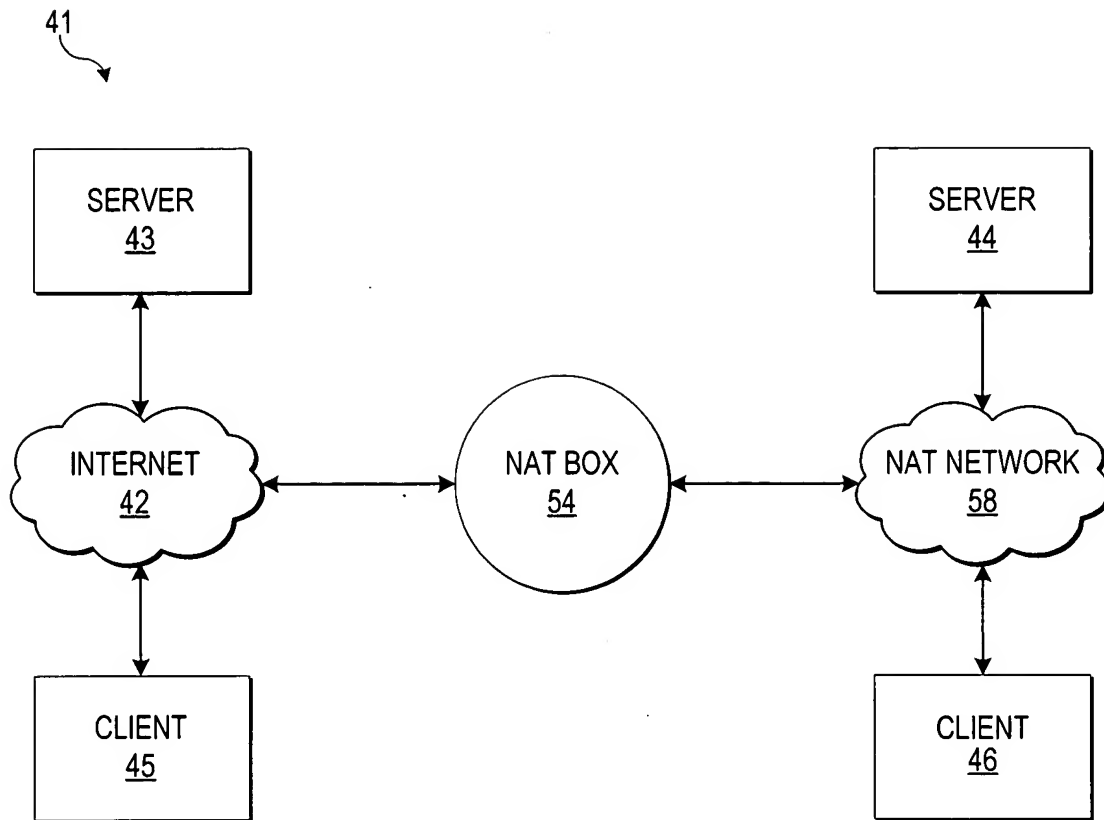 41
SERVER
43
SERVER
44
INTERNET
42
NAT BOX
54
NAT NETWORK
58
CLIENT
45
CLIENT
46